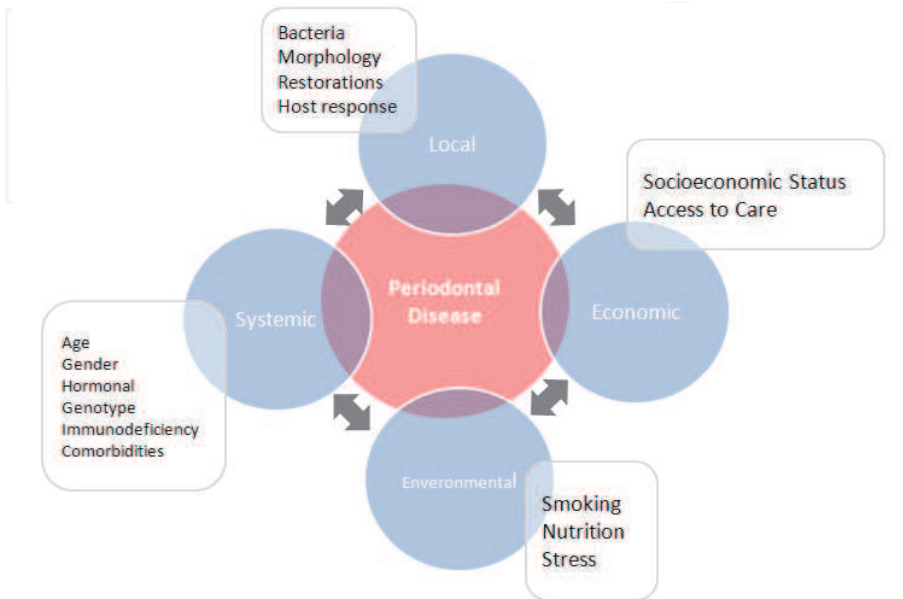 Bacteria
Morphology
Restorations
Host response
Local
Socioeconomic Status
Access to Care
Periodontal
Disease
Systemic
Economic
Age
Gender
Hormonal
Genotype
Immunodeficiency
Comorbidities
Enveronmental
Smoking
Nutrition
Stress